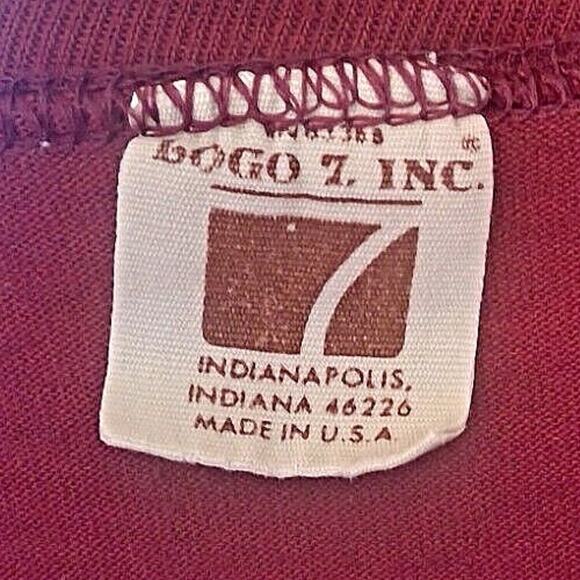 LOGO 7, INC.
7
INDIANAPOLIS,
INDIANA 46226
MADE IN U.S.A.